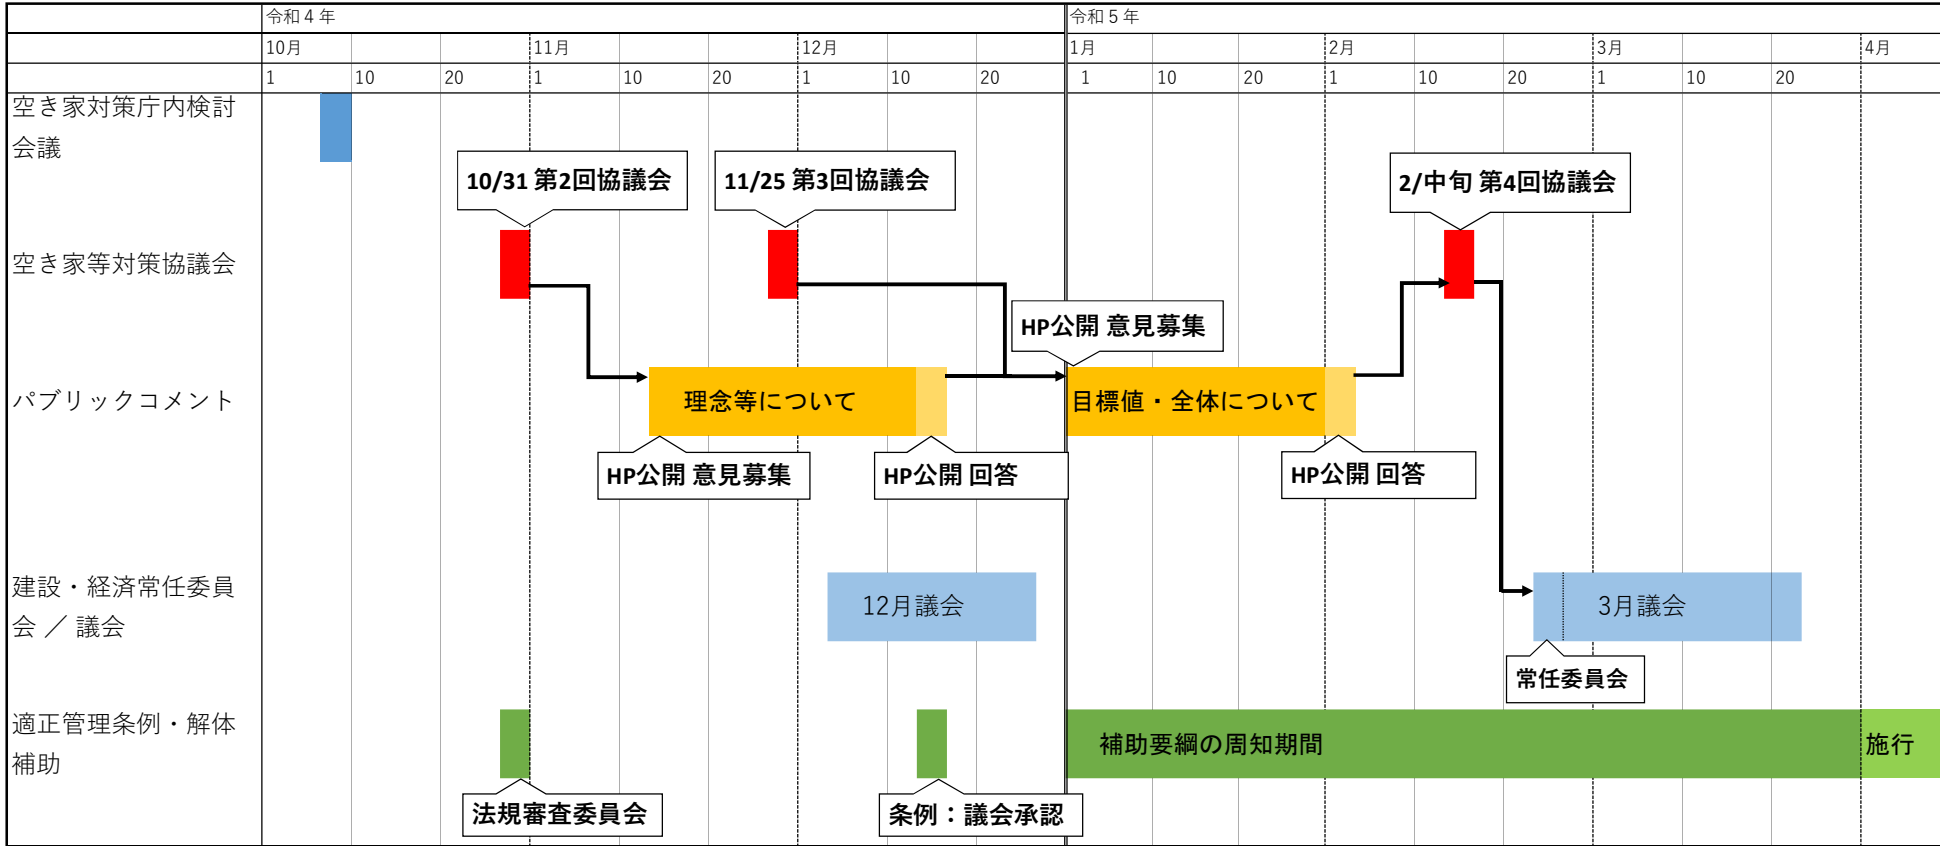 令和４年
令和５年
10月
11月
12月
1月
2月
3月
4月
1
10
20
1
10
20
1
10
20
1
10
20
1
10
20
1
10
20
空き家対策庁内検討
会議
10/31 第2回協議会
11/25 第3回協議会
2/中旬 第4回協議会
空き家等対策協議会
HP公開 意見募集
パブリックコメント
理念等について
目標値・全体について
HP公開 意見募集
HP公開 回答
HP公開 回答
建設・経済常任委員
会 ／ 議会
12月議会
3月議会
常任委員会
適正管理条例・解体
補助
補助要綱の周知期間
施行
法規審査委員会
条例：議会承認